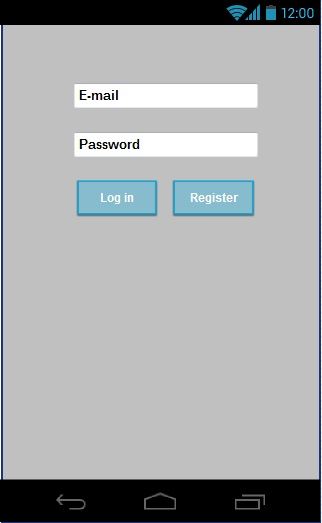 12:00
E-mail
Password
Log in Register